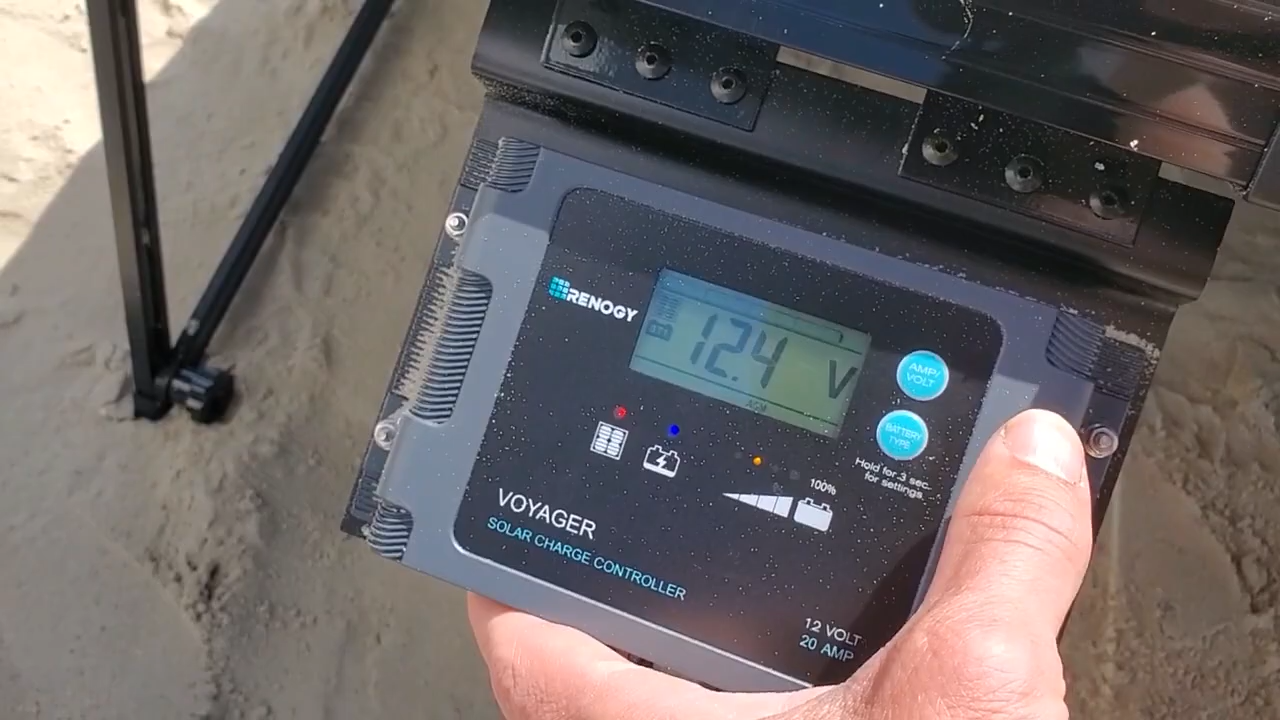 RENOGY
12.4 V
AGM
AMP/
VOLT
BATTERY
TYPE
Hold for 3 sec.
for settings
100%
VOYAGER
SOLAR CHARGE CONTROLLER
12 VOLT
20 AMP